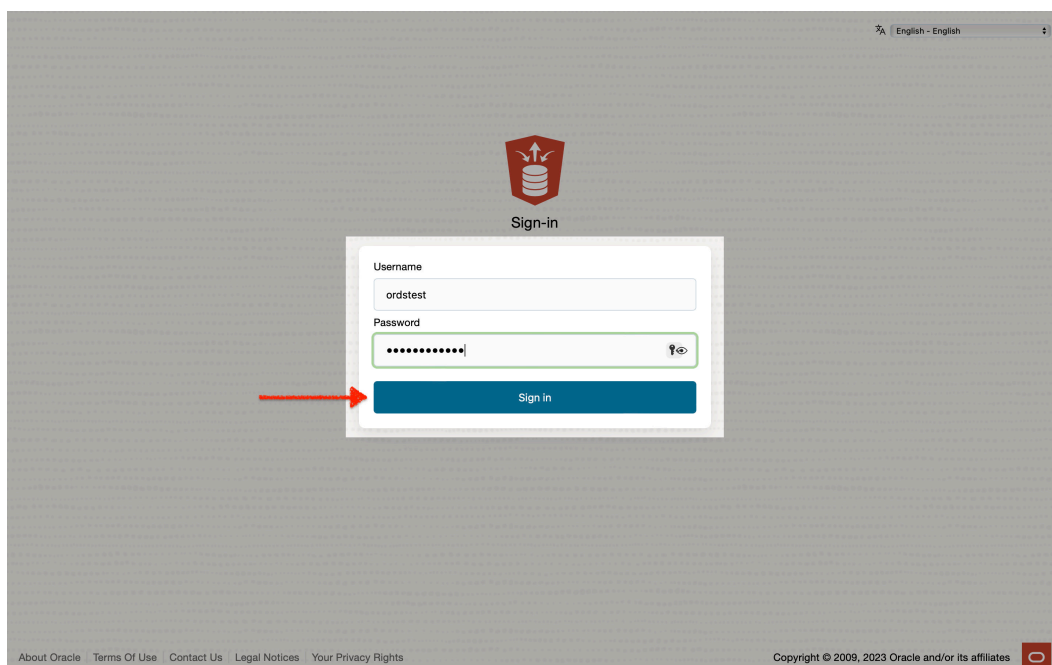 English - English
Sign-in
Username
ordstest
Password
••••••••••••
Sign in
About Oracle Terms Of Use Contact Us Legal Notices Your Privacy Rights
Copyright © 2009, 2023 Oracle and/or its affiliates